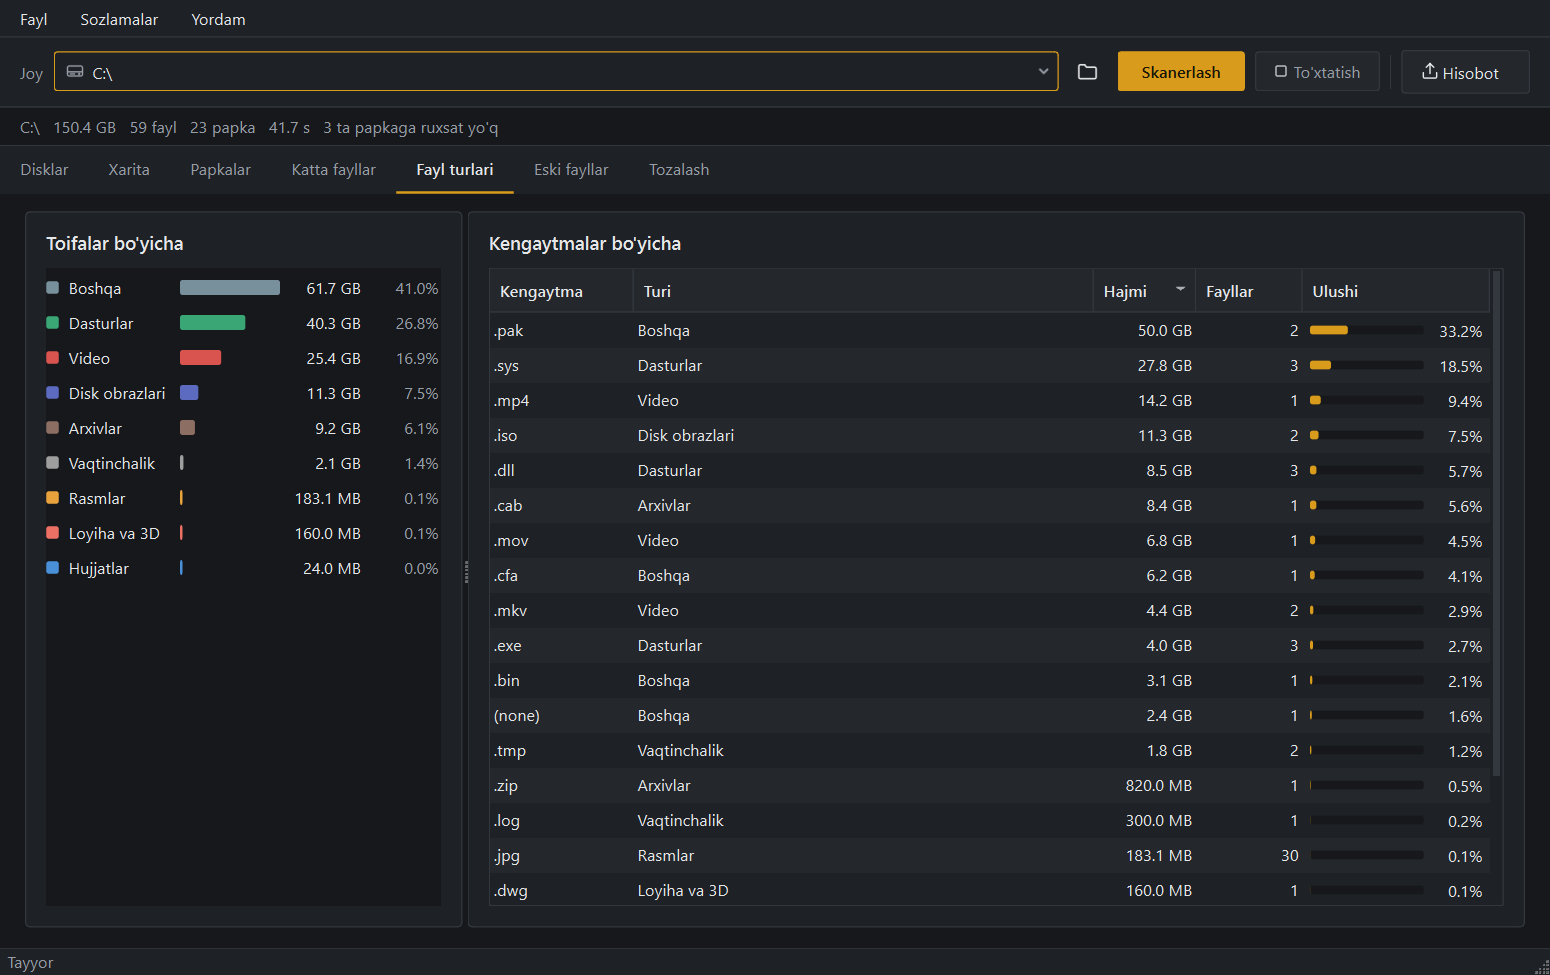 Fayl Sozlamalar Yordam
Joy C:\ Skanerlash To'xtatish Hisobot
C:\ 150.4 GB 59 fayl 23 papka 41.7 s 3 ta papkaga ruxsat yo'q
Disklar Xarita Papkalar Katta fayllar Fayl turlari Eski fayllar Tozalash
Toifalar bo'yicha
Boshqa 61.7 GB 41.0%
Dasturlar 40.3 GB 26.8%
Video 25.4 GB 16.9%
Disk obrazlari 11.3 GB 7.5%
Arxivlar 9.2 GB 6.1%
Vaqtinchalik 2.1 GB 1.4%
Rasmlar 183.1 MB 0.1%
Loyiha va 3D 160.0 MB 0.1%
Hujjatlar 24.0 MB 0.0%
Kengaytmalar bo'yicha
Kengaytma Turi Hajmi Fayllar Ulushi
.pak Boshqa 50.0 GB 2 33.2%
.sys Dasturlar 27.8 GB 3 18.5%
.mp4 Video 14.2 GB 1 9.4%
.iso Disk obrazlari 11.3 GB 2 7.5%
.dll Dasturlar 8.5 GB 3 5.7%
.cab Arxivlar 8.4 GB 1 5.6%
.mov Video 6.8 GB 1 4.5%
.cfa Boshqa 6.2 GB 1 4.1%
.mkv Video 4.4 GB 2 2.9%
.exe Dasturlar 4.0 GB 3 2.7%
.bin Boshqa 3.1 GB 1 2.1%
(none) Boshqa 2.4 GB 1 1.6%
.tmp Vaqtinchalik 1.8 GB 2 1.2%
.zip Arxivlar 820.0 MB 1 0.5%
.log Vaqtinchalik 300.0 MB 1 0.2%
.jpg Rasmlar 183.1 MB 30 0.1%
.dwg Loyiha va 3D 160.0 MB 1 0.1%
Tayyor